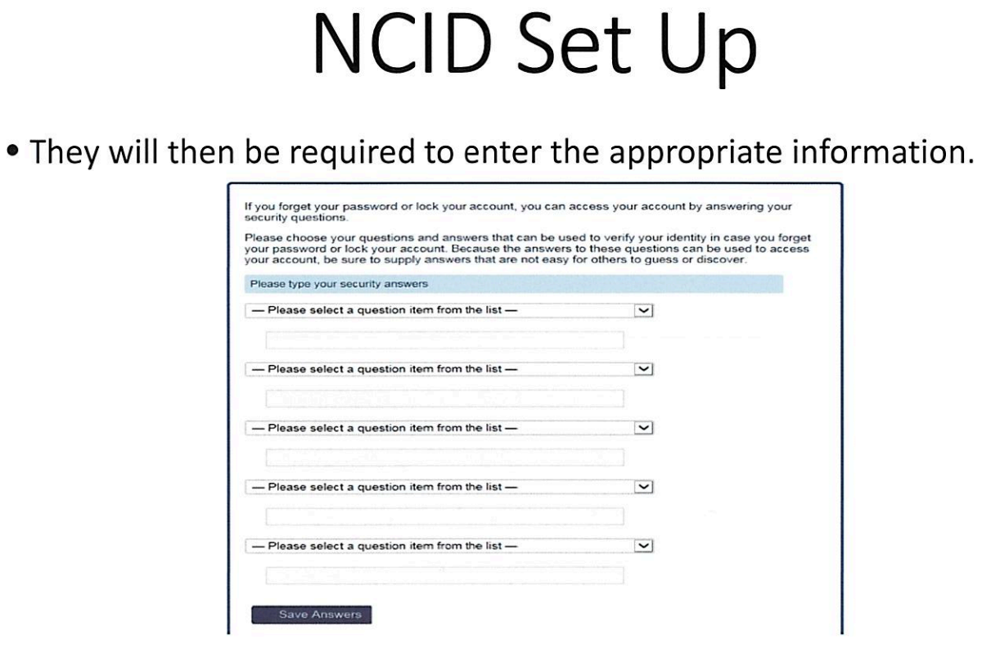 NCID Set Up
• They will then be required to enter the appropriate information.
If you forget your password or lock your account, you can access your account by answering your
security questions.
Please choose your questions and answers that can be used to verify your identity in case you forget
your password or lock your account. Because the answers to these questions can be used to access
your account, be sure to supply answers that are not easy for others to guess or discover.
Please type your security answers
— Please select a question item from the list —
— Please select a question item from the list —
— Please select a question item from the list —
— Please select a question item from the list —
— Please select a question item from the list —
Save Answers